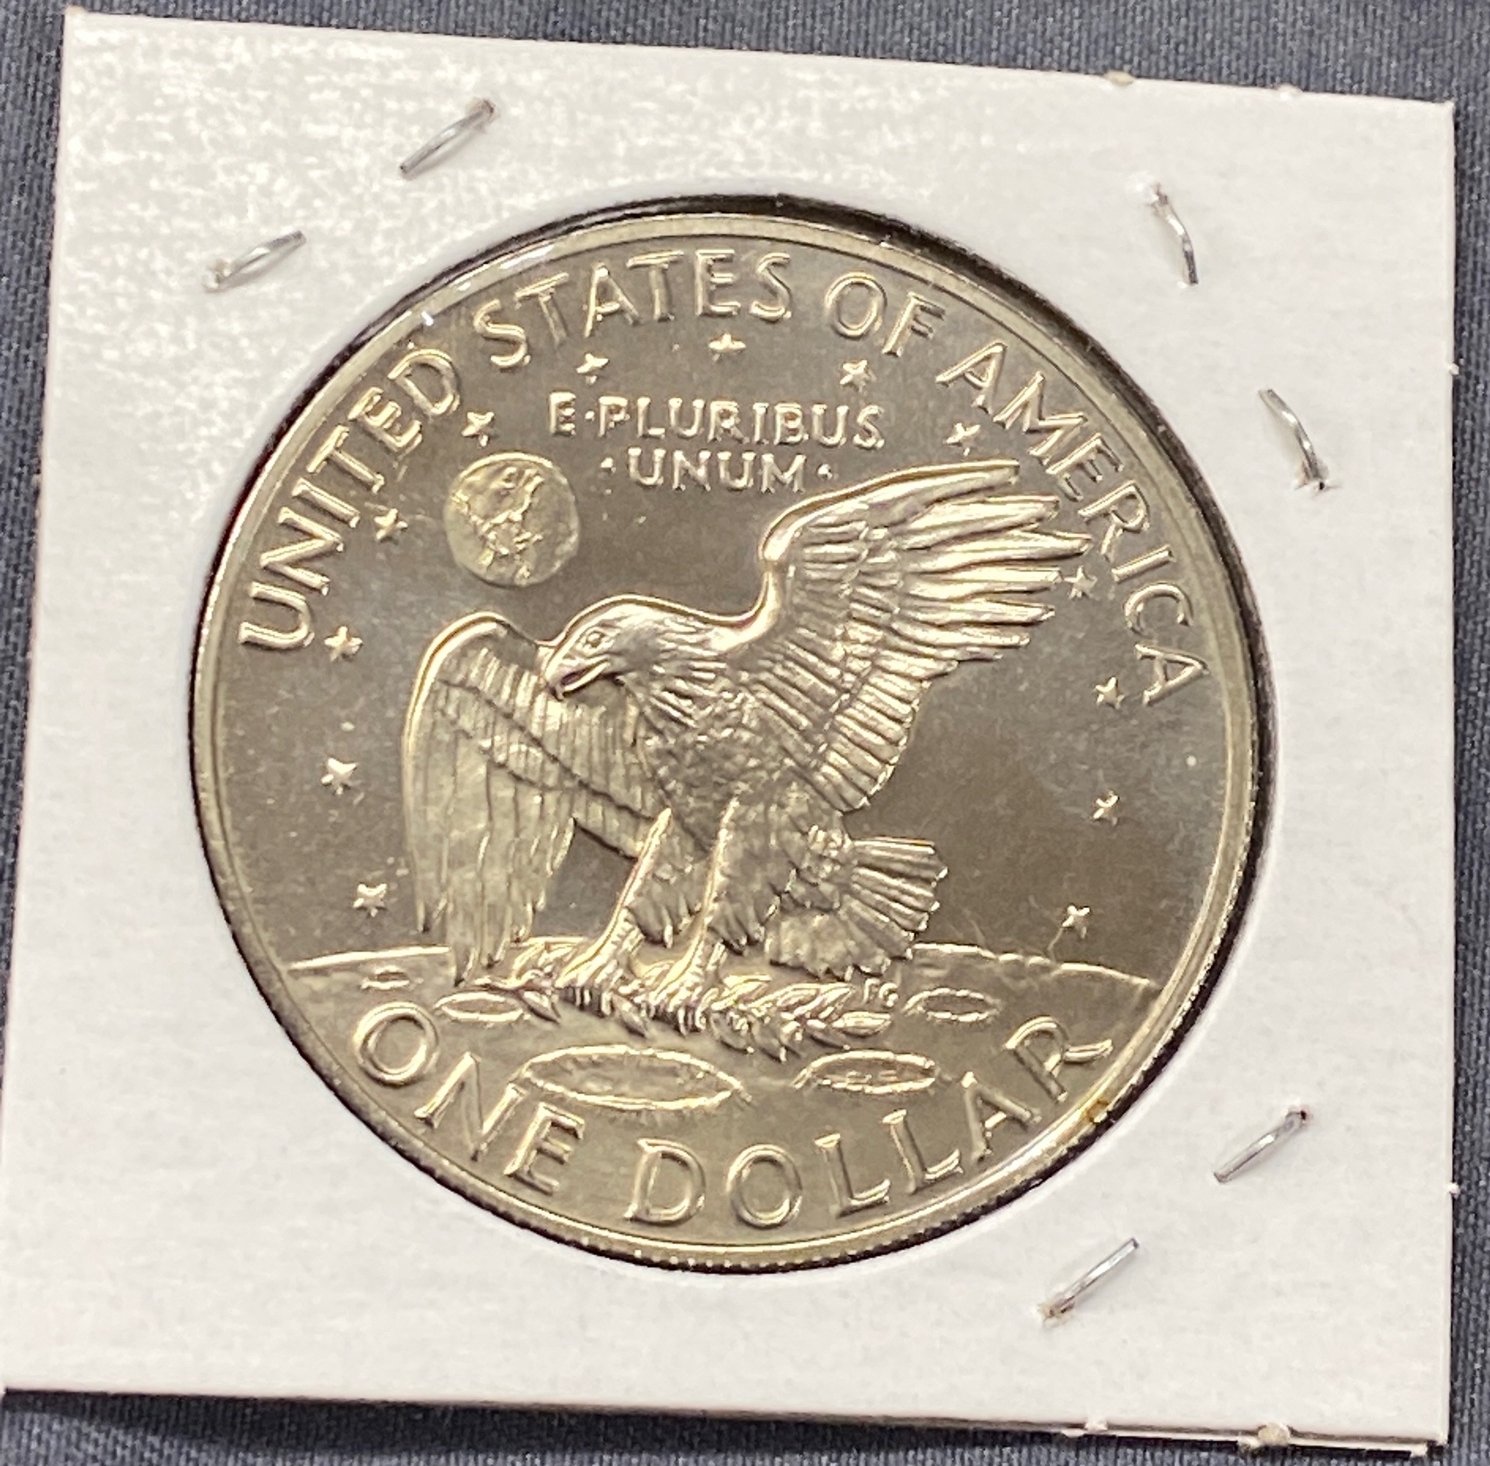 UNITED STATES OF AMERICA
E·PLURIBUS
·UNUM·
FG
ONE DOLLAR